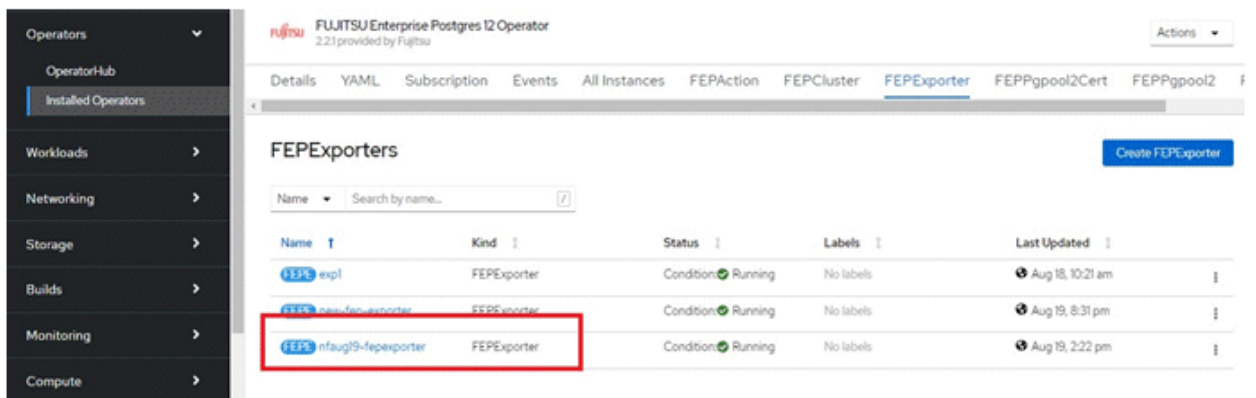 Operators
OperatorHub
Installed Operators
Workloads
Networking
Storage
Builds
Monitoring
Compute
FUJITSU
FUJITSU Enterprise Postgres 12 Operator
2.2.1 provided by Fujitsu
Actions
Details YAML Subscription Events All Instances FEPAction FEPCluster FEPExporter FEPPgpool2Cert FEPPgpool2
FEPExporters
Create FEPExporter
Name Search by name... /
Name Kind Status Labels Last Updated
FEPE exp1 FEPExporter Condition: Running No labels Aug 18, 10:21 am
FEPE new-fep-exporter FEPExporter Condition: Running No labels Aug 19, 8:31 pm
FEPE nfaug19-fepexporter FEPExporter Condition: Running No labels Aug 19, 2:22 pm